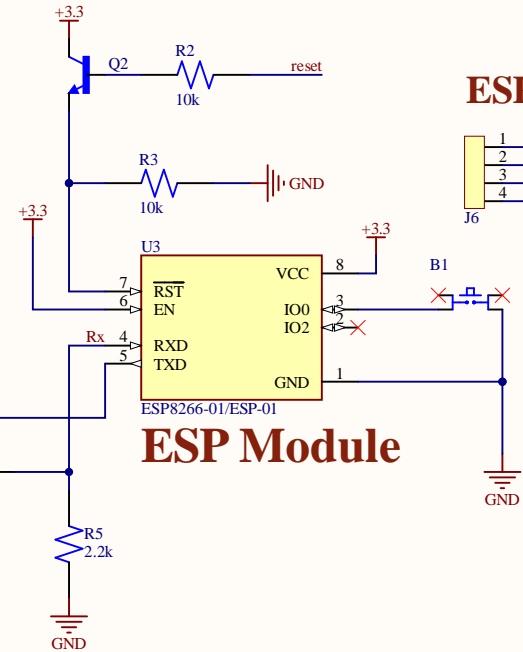 +3.3
Q2
R2
10k
reset
ESP
1
2
3
4
J6
R3
10k
GND
+3.3
U3
+3.3
B1
7
RST
6
EN
Rx
4
RXD
5
TXD
VCC
8
IO0
3
IO2
2
GND
1
ESP8266-01/ESP-01
ESP Module
GND
R5
2.2k
GND